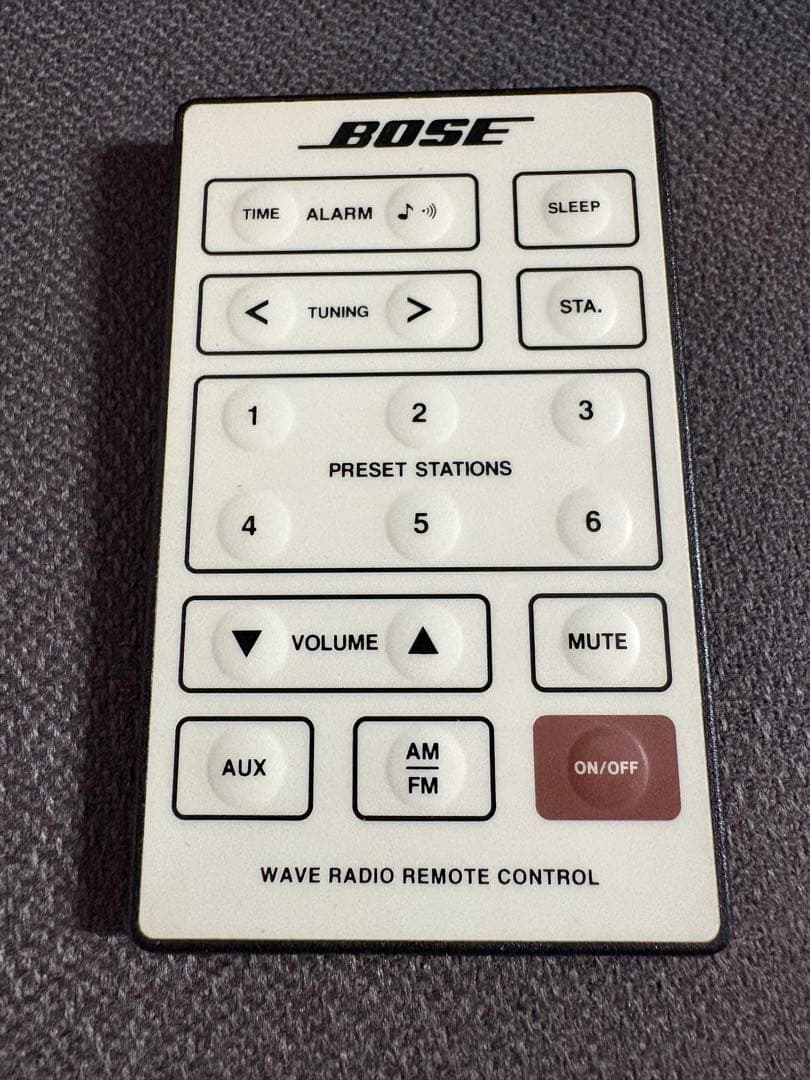 BOSE
TIME ALARM SLEEP
< TUNING > STA.
1 2 3
PRESET STATIONS
4 5 6
VOLUME MUTE
AUX AM FM ON/OFF
WAVE RADIO REMOTE CONTROL